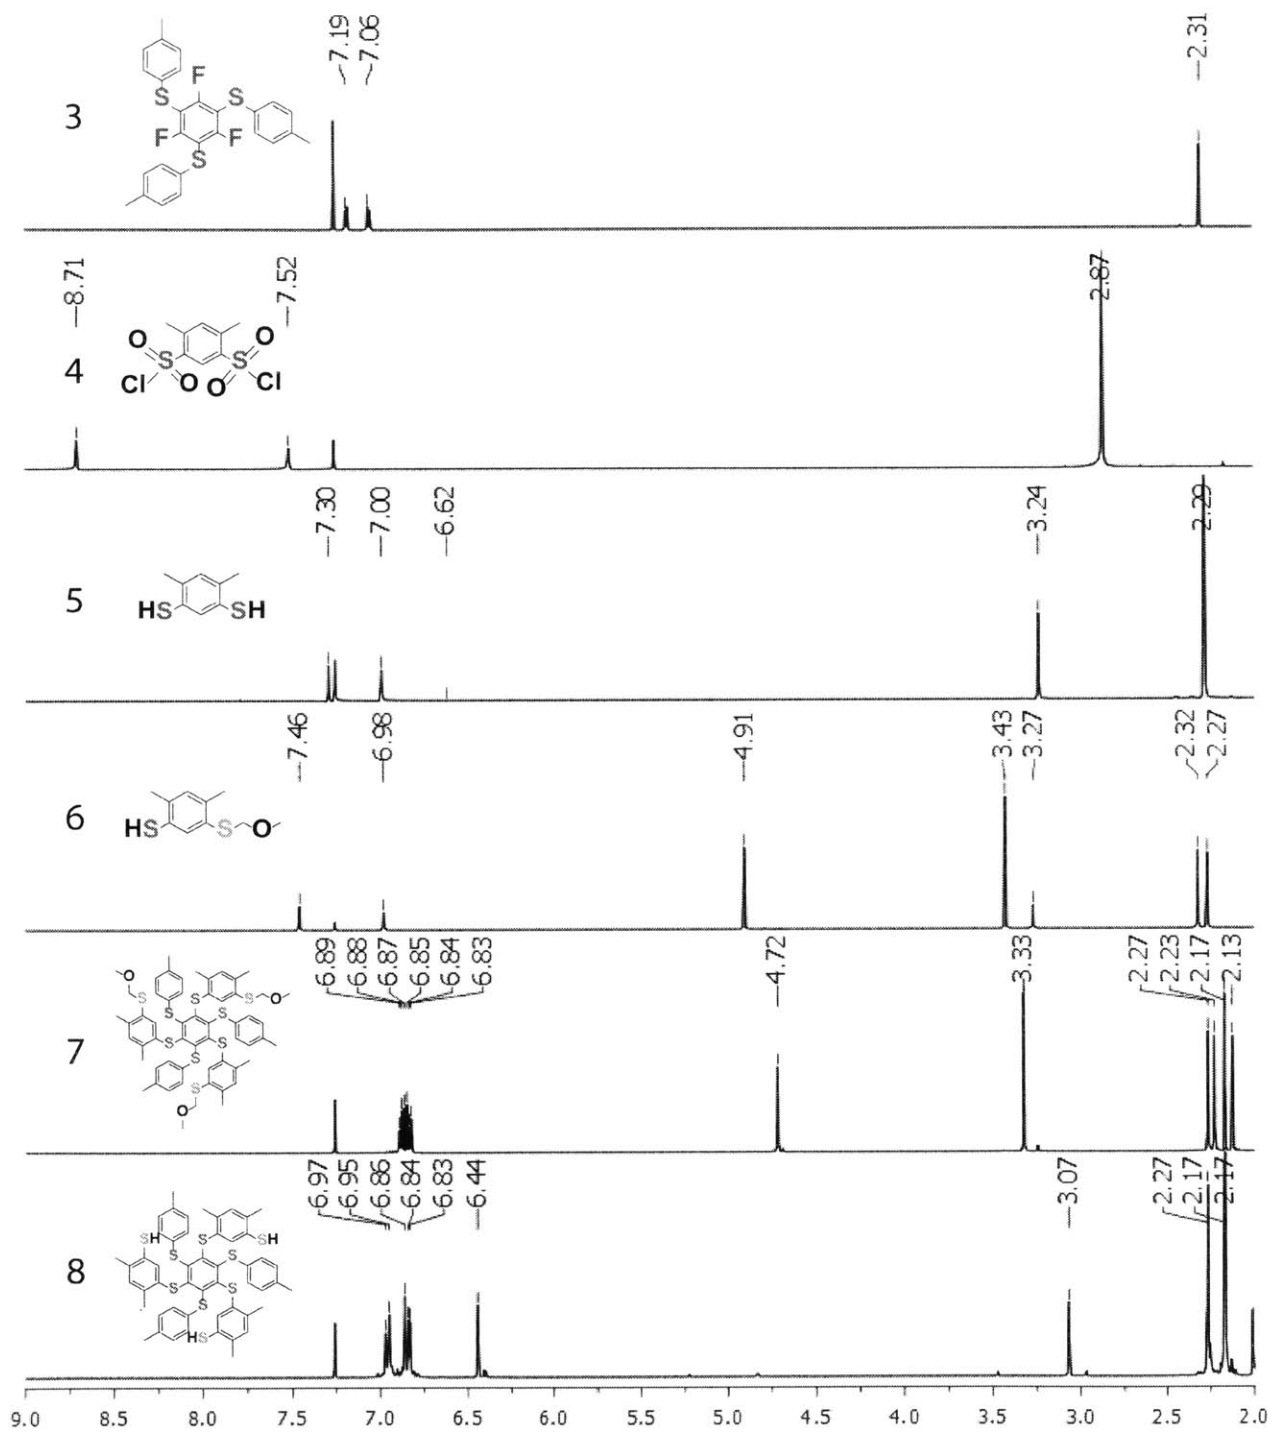 3
F
S
S
F
F
S
7.19
7.06
2.31
4
O
O
S
S
Cl
O
O
Cl
8.71
7.52
2.87
5
HS
SH
7.30
7.00
6.62
3.24
2.29
6
HS
S
O
7.46
6.98
4.91
3.43
3.27
2.32
2.27
7
O
S
S
S
O
S
S
S
S
S
S
O
6.89
6.88
6.87
6.85
6.84
6.83
4.72
3.33
2.27
2.23
2.17
2.13
8
SH
S
S
SH
S
S
S
S
HS
6.97
6.95
6.86
6.84
6.83
6.44
3.07
2.27
2.17
2.17
9.0 8.5 8.0 7.5 7.0 6.5 6.0 5.5 5.0 4.5 4.0 3.5 3.0 2.5 2.0